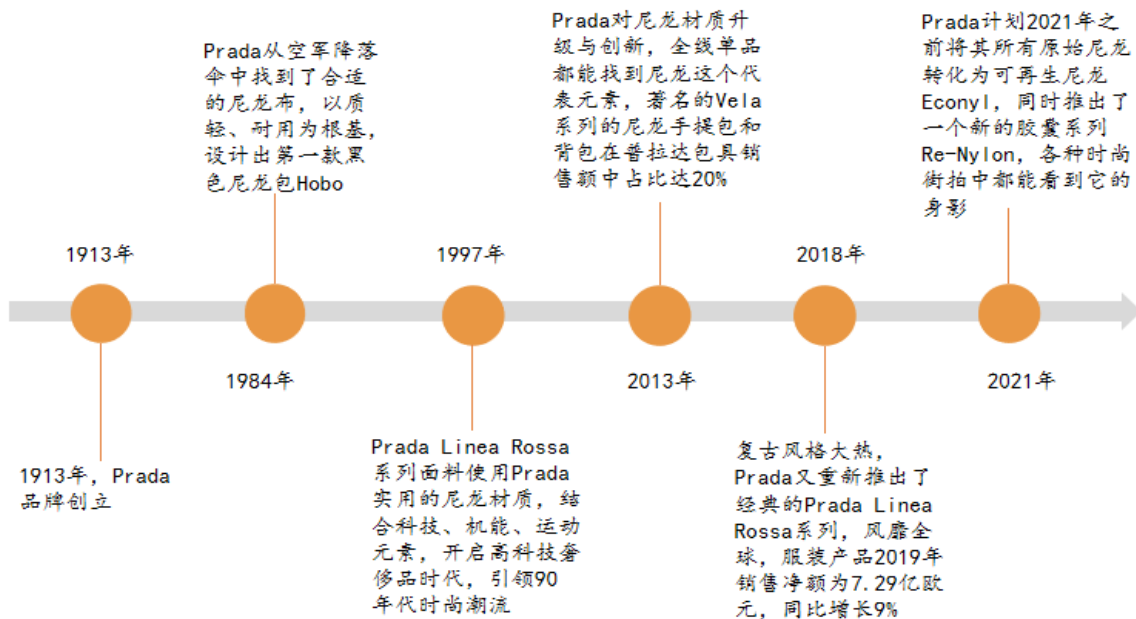 1913年
1913年，Prada
品牌创立
Prada从空军降落
伞中找到了合适
的尼龙布，以质
轻、耐用为根基，
设计出第一款黑
色尼龙包Hobo
1984年
1997年
Prada Linea Rossa
系列面料使用Prada
实用的尼龙材质，结
合科技、机能、运动
元素，开启高科技奢
侈品时代，引领90
年代时尚潮流
Prada对尼龙材质升
级与创新，全线单品
都能找到尼龙这个代
表元素，著名的Vela
系列的尼龙手提包和
背包在普拉达包具销
售额中占比达20%
2013年
2018年
复古风格大热，
Prada又重新推出了
经典的Prada Linea
Rossa系列，风靡全
球，服装产品2019年
销售净额为7.29亿欧
元，同比增长9%
Prada计划2021年之
前将其所有原始尼龙
转化为可再生尼龙
Econyl，同时推出了
一个新的胶囊系列
Re-Nylon，各种时尚
街拍中都能看到它的
身影
2021年